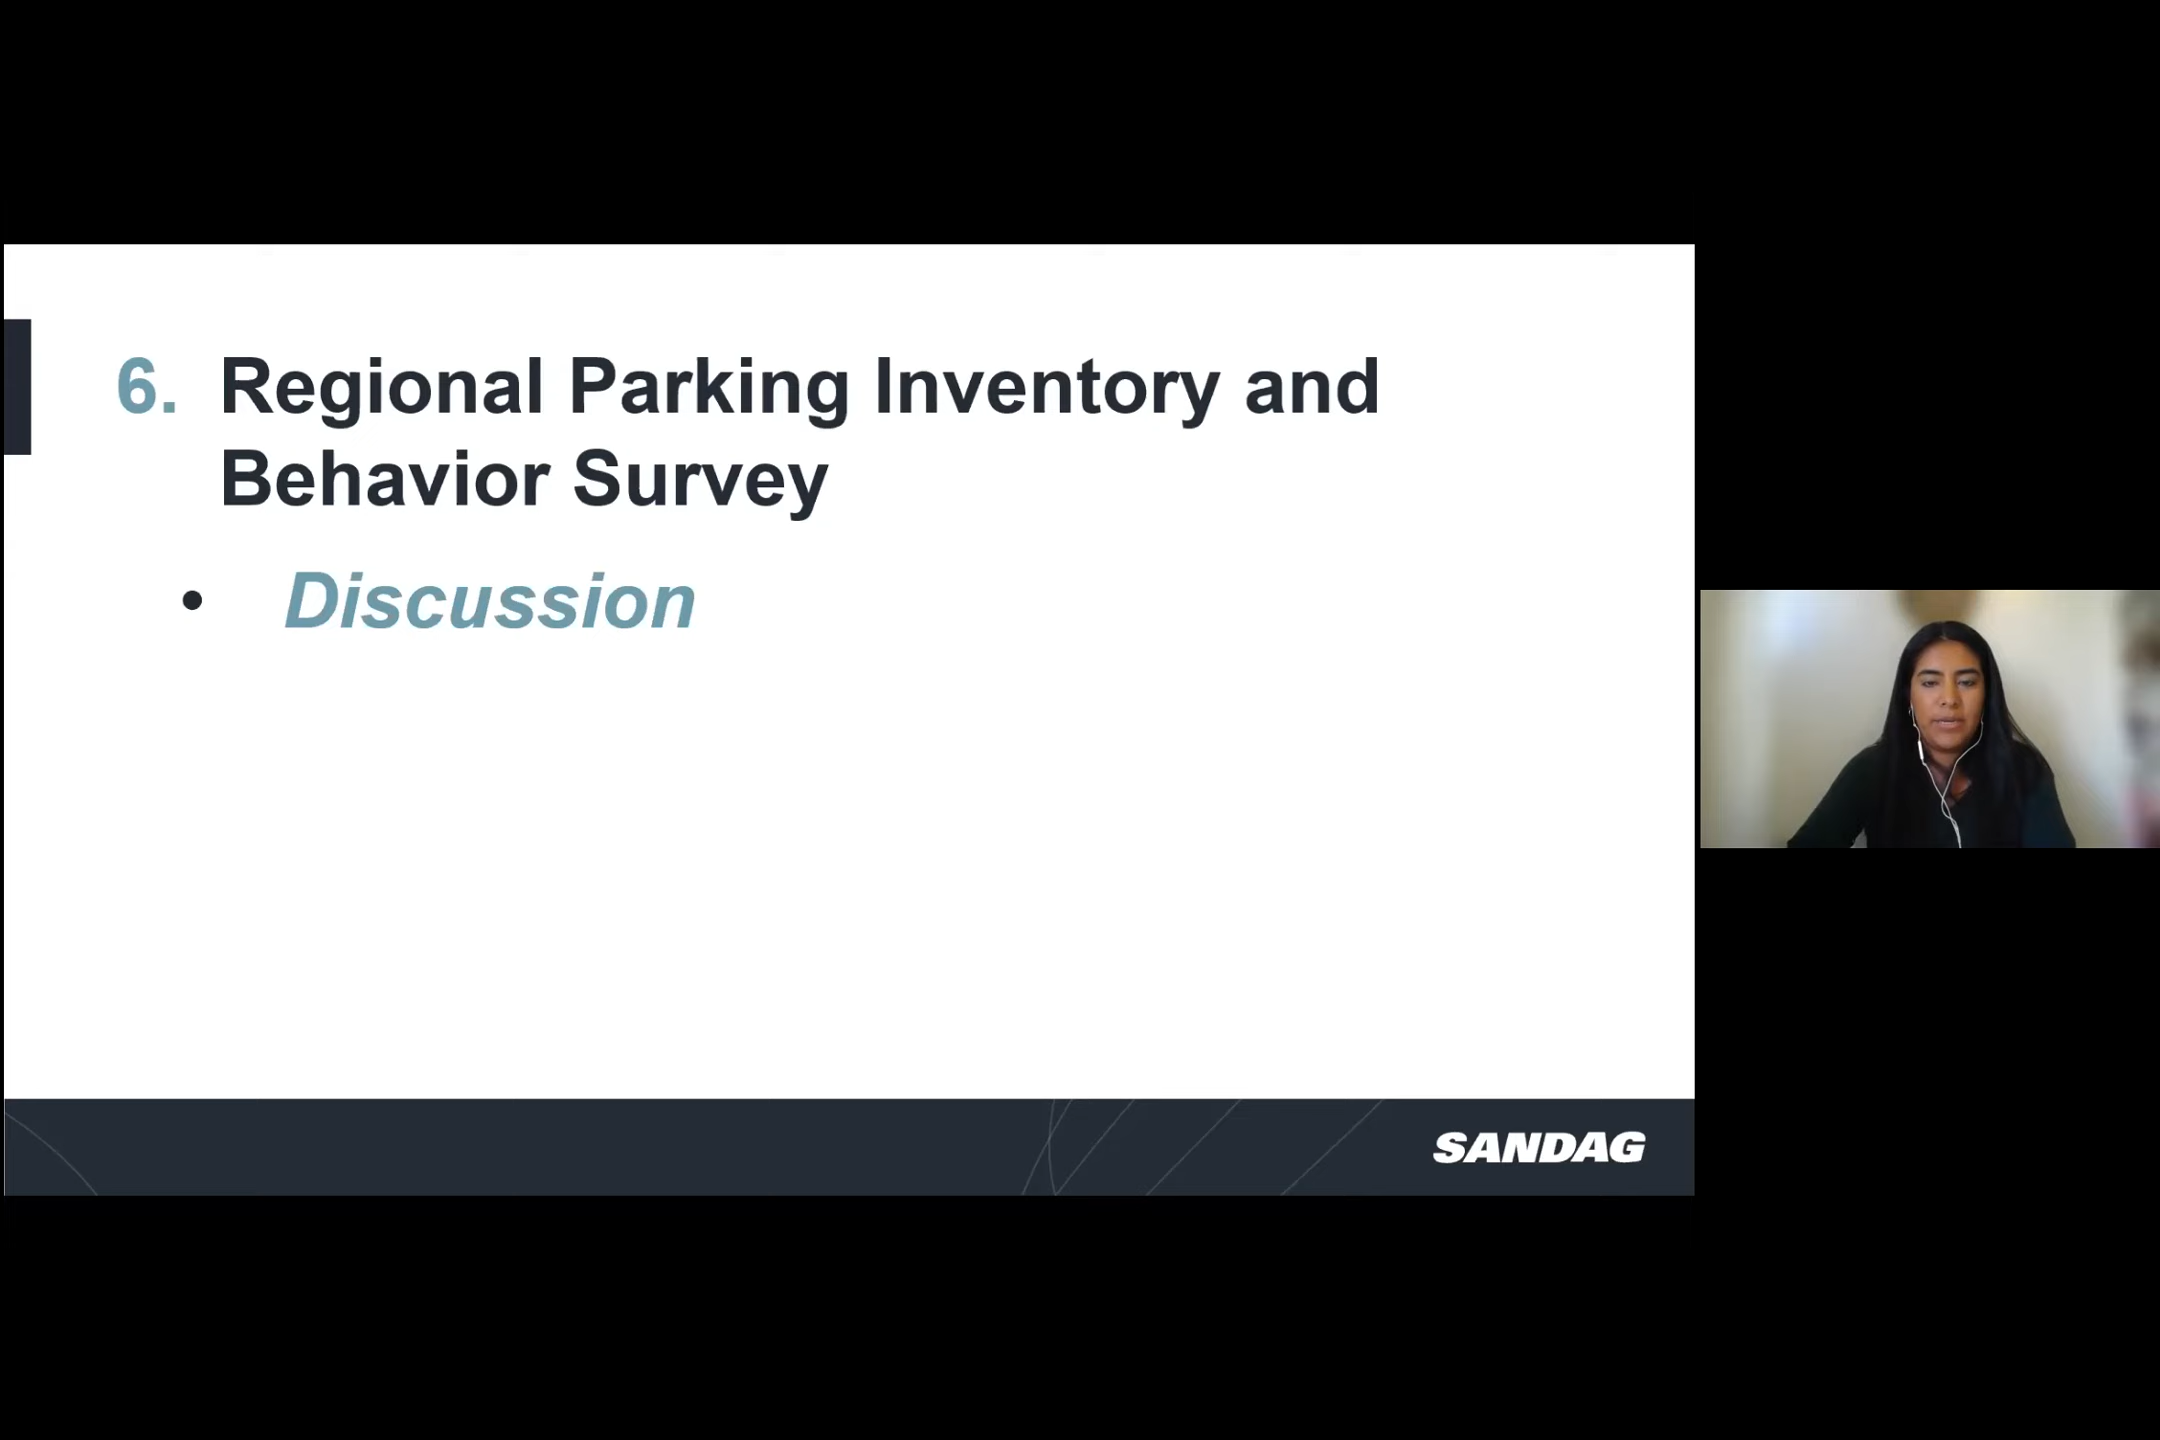 6. Regional Parking Inventory and
Behavior Survey
• Discussion
SANDAG